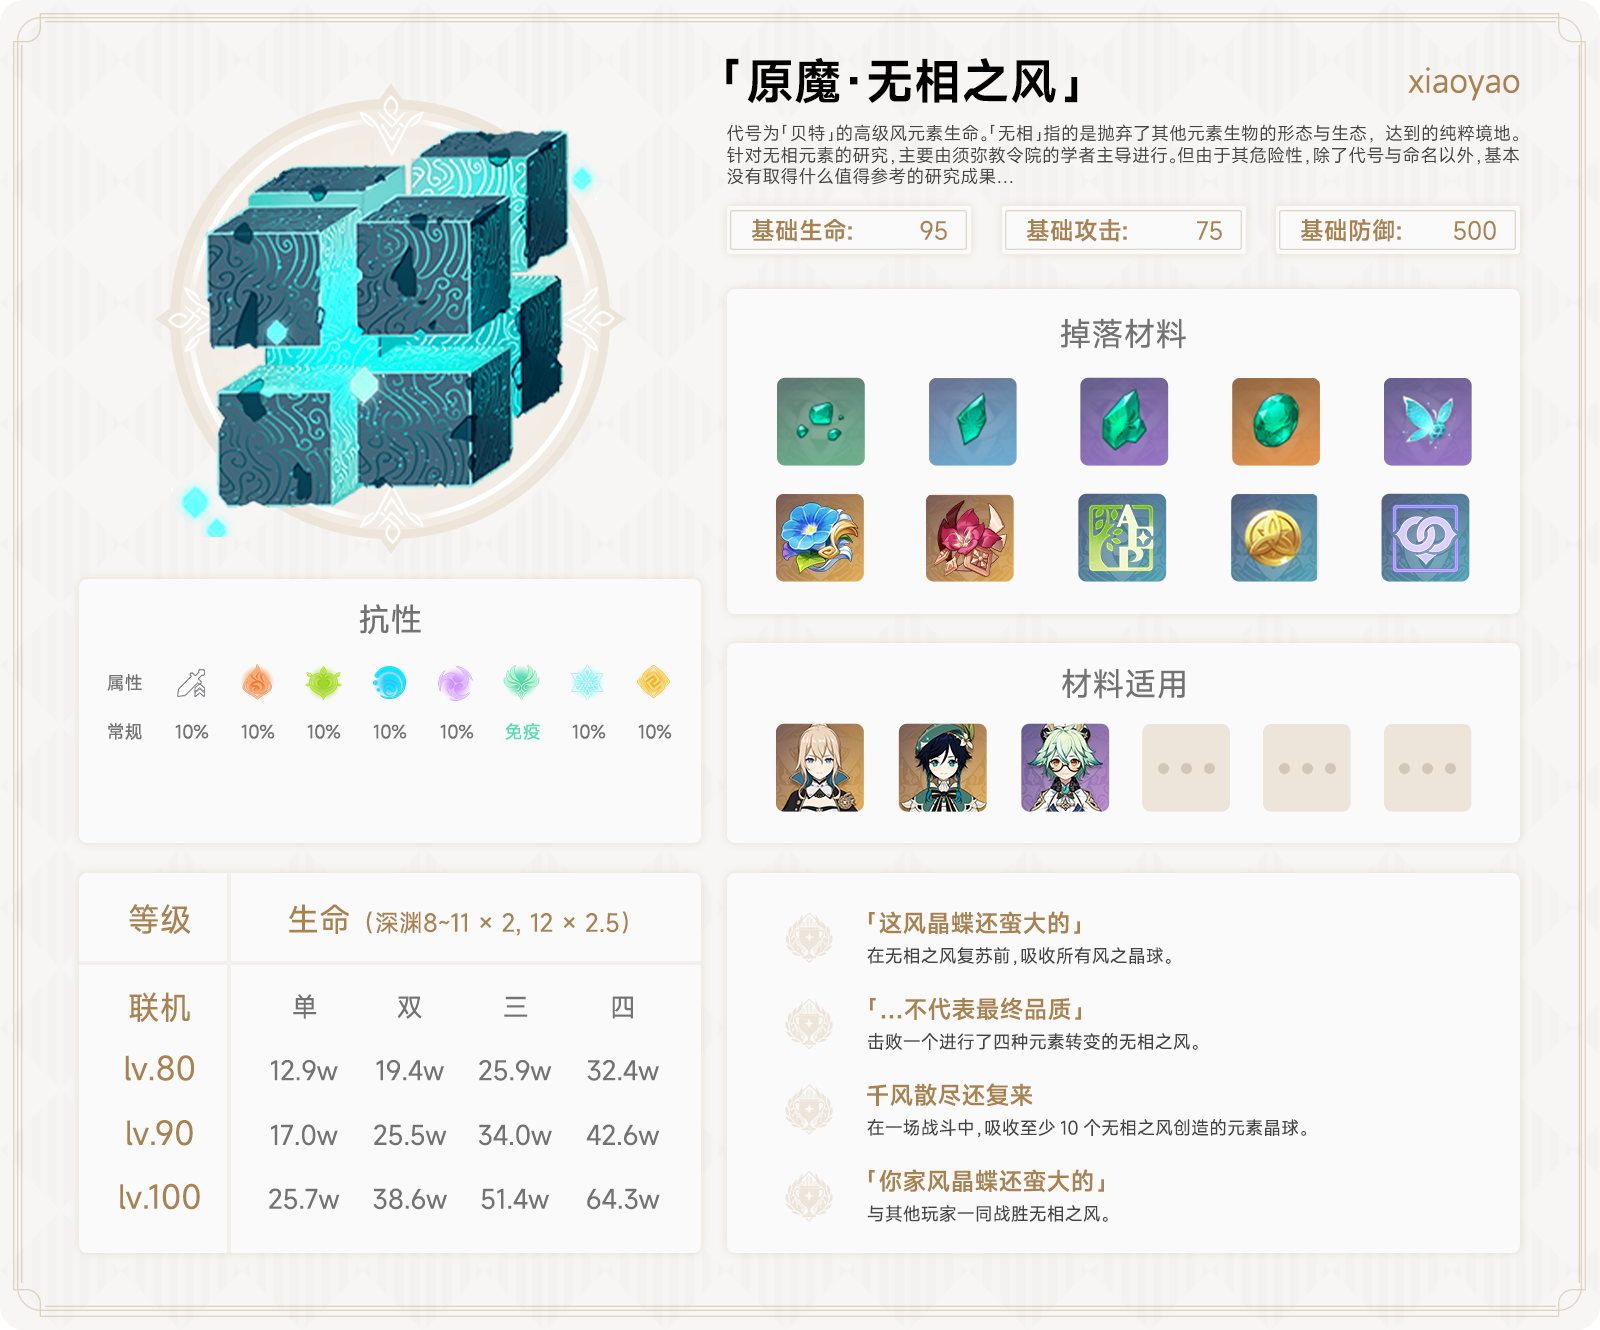 「原魔·无相之风」
xiaoyao
代号为「贝特」的高级风元素生命。「无相」指的是抛弃了其他元素生物的形态与生态，达到的纯粹境地。
针对无相元素的研究,主要由须弥教令院的学者主导进行。但由于其危险性,除了代号与命名以外,基本
没有取得什么值得参考的研究成果...
基础生命: 95
基础攻击: 75
基础防御: 500
掉落材料
AEP
抗性
属性
常规 10% 10% 10% 10% 10% 免疫 10% 10%
材料适用
等级 生命（深渊8~11 × 2, 12 × 2.5）
联机 单 双 三 四
lv.80 12.9w 19.4w 25.9w 32.4w
lv.90 17.0w 25.5w 34.0w 42.6w
lv.100 25.7w 38.6w 51.4w 64.3w
「这风晶蝶还蛮大的」
在无相之风复苏前,吸收所有风之晶球。
「...不代表最终品质」
击败一个进行了四种元素转变的无相之风。
千风散尽还复来
在一场战斗中,吸收至少 10 个无相之风创造的元素晶球。
「你家风晶蝶还蛮大的」
与其他玩家一同战胜无相之风。